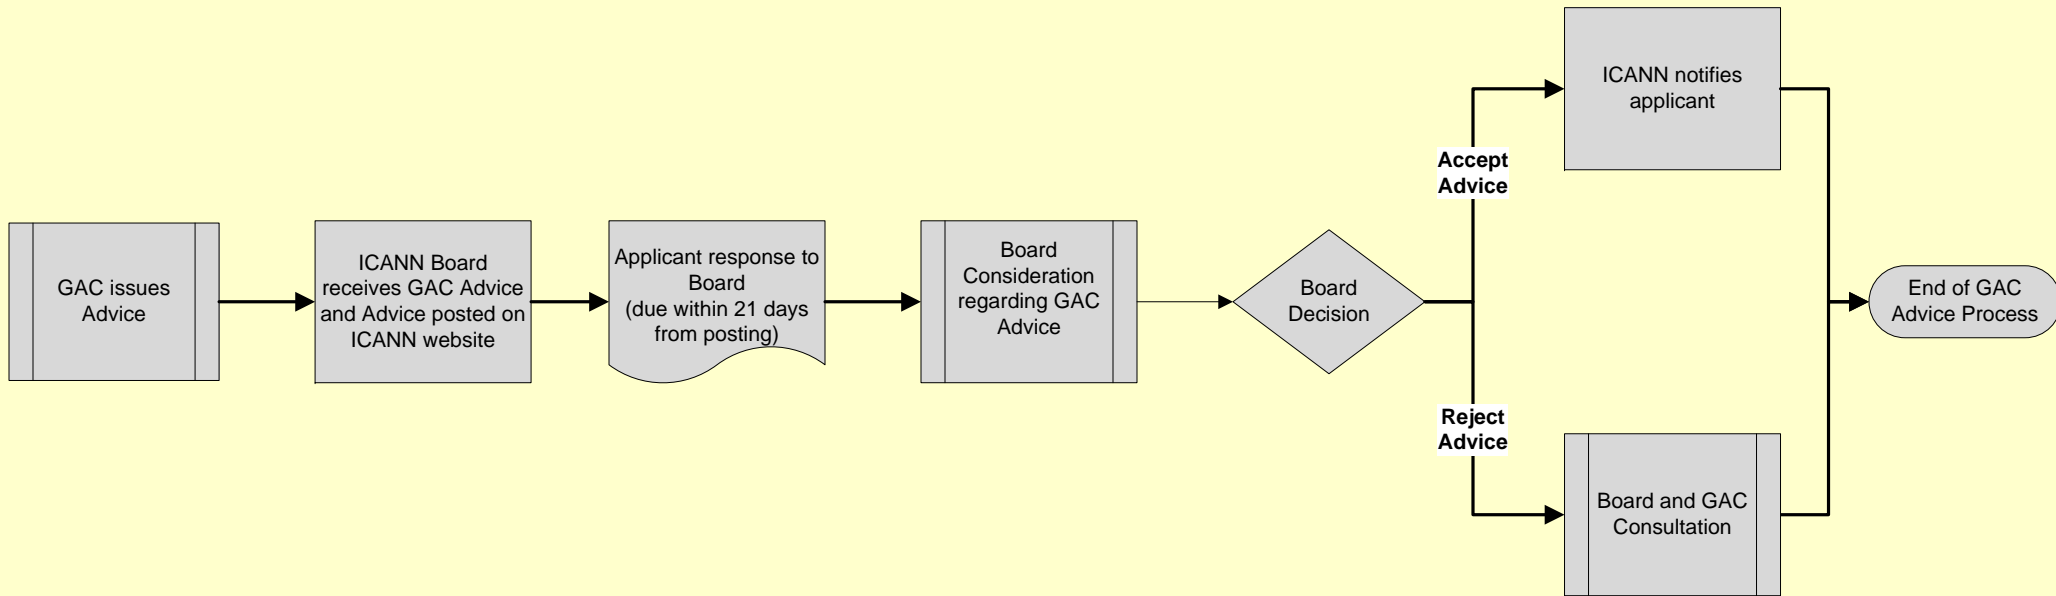 GAC issues
Advice
ICANN Board
receives GAC Advice
and Advice posted on
ICANN website
Applicant response to
Board
(due within 21 days
from posting)
Board
Consideration
regarding GAC
Advice
Board
Decision
Accept
Advice
ICANN notifies
applicant
Reject
Advice
Board and GAC
Consultation
End of GAC
Advice Process